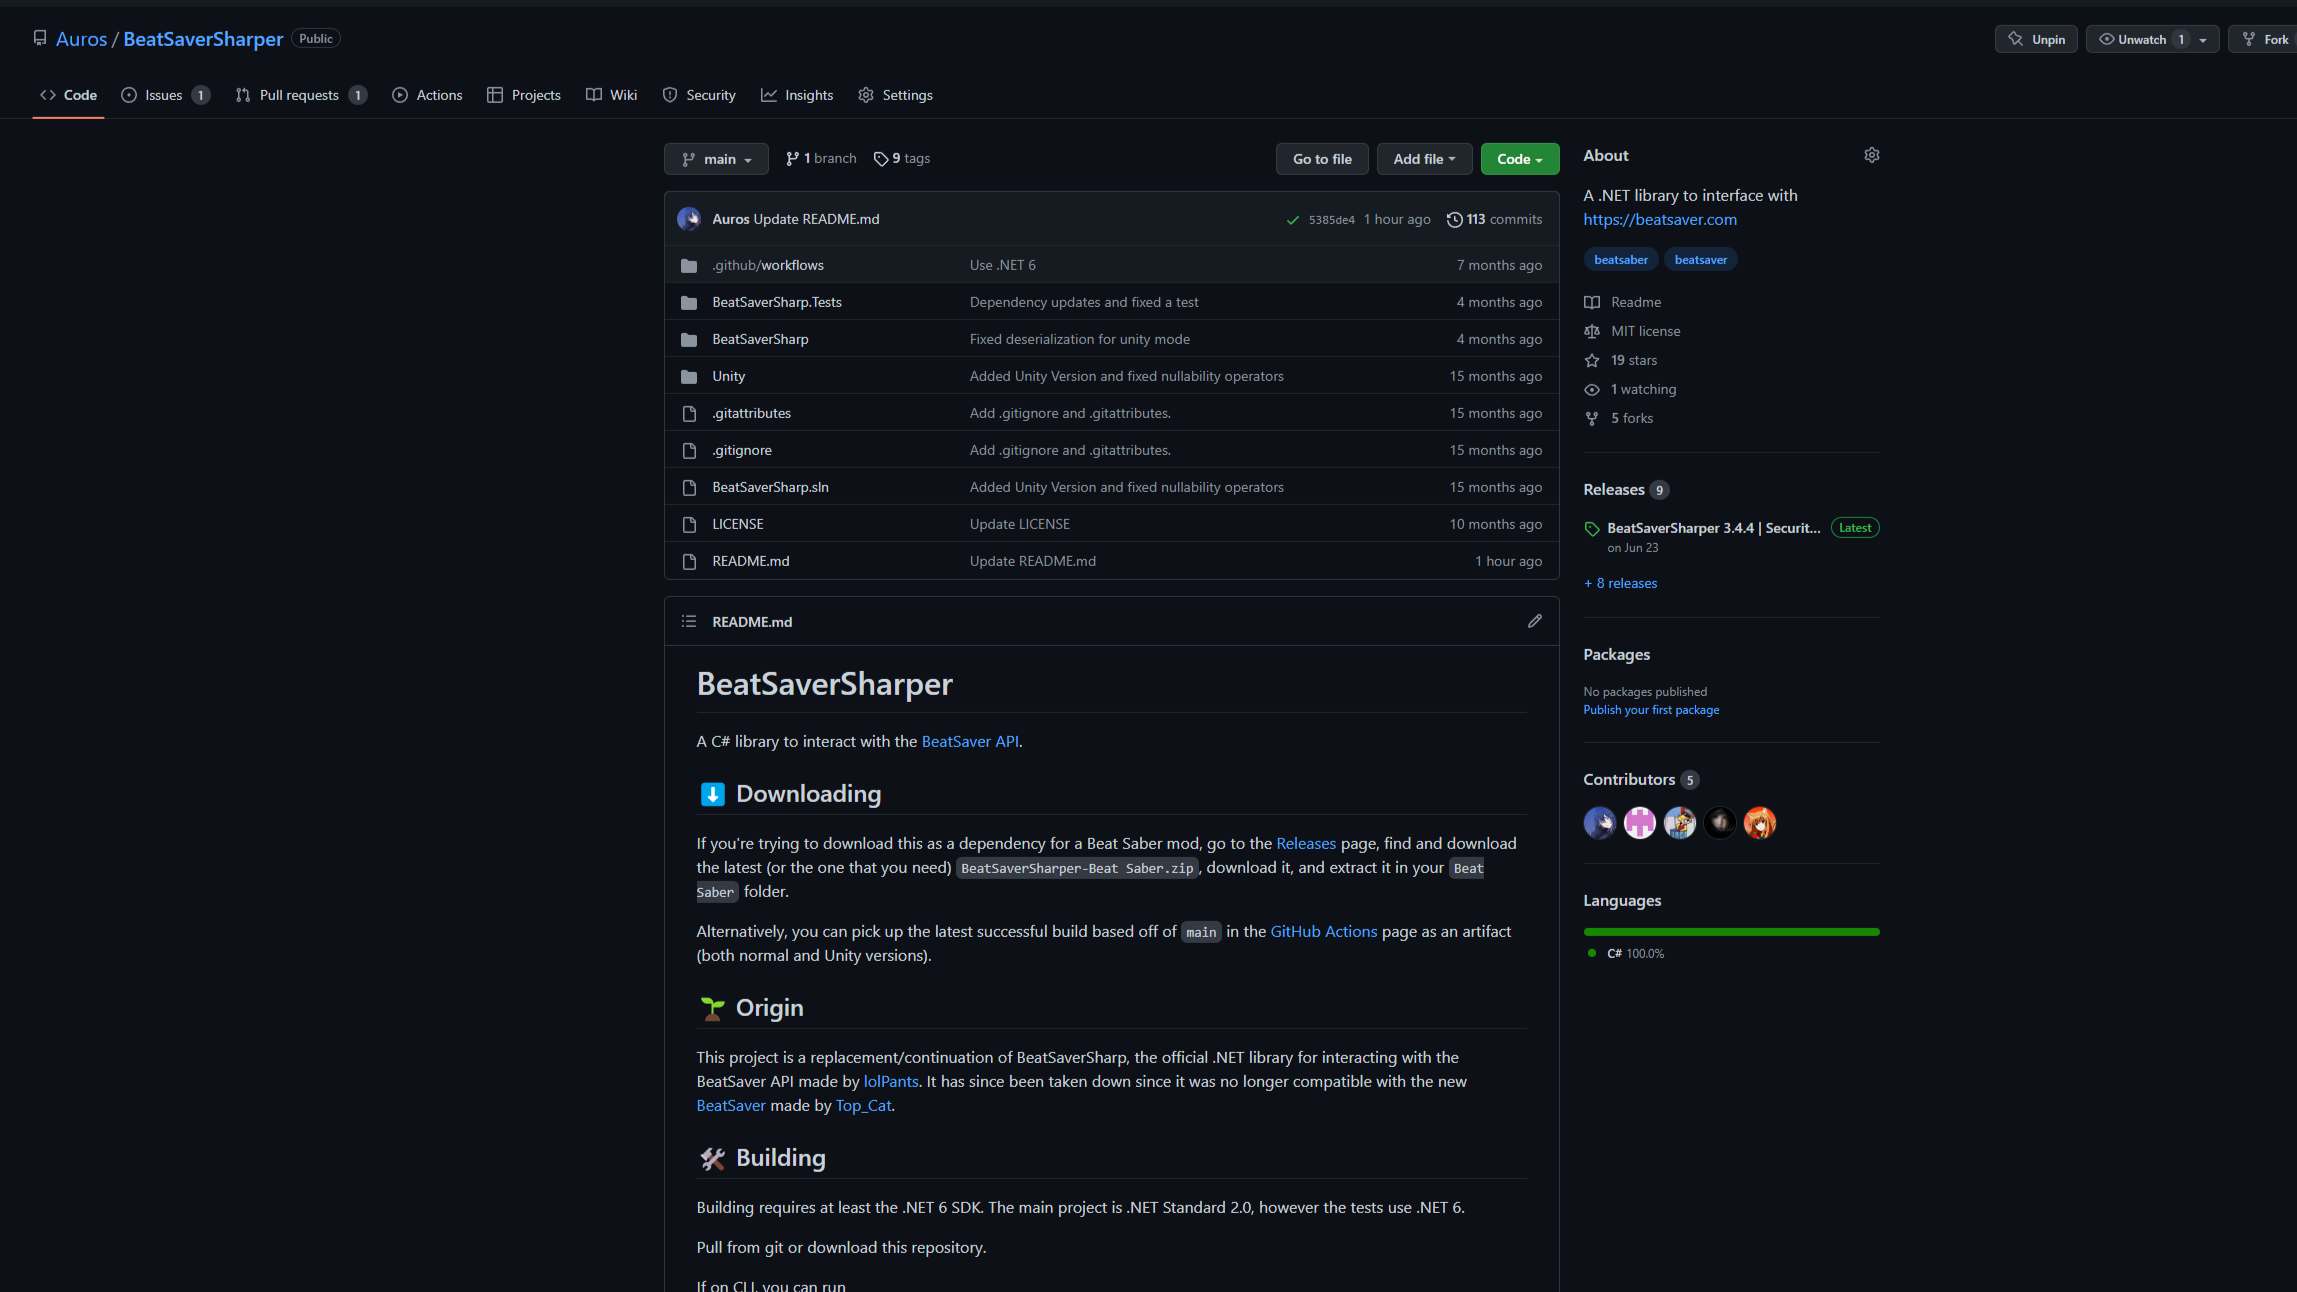 Auros / BeatSaverSharper Public
Unpin
Unwatch 1
Fork
Code
Issues 1
Pull requests 1
Actions
Projects
Wiki
Security
Insights
Settings
main
1 branch
9 tags
Go to file
Add file
Code
Auros Update README.md
5385de4 1 hour ago
113 commits
.github/workflows Use .NET 6 7 months ago
BeatSaverSharp.Tests Dependency updates and fixed a test 4 months ago
BeatSaverSharp Fixed deserialization for unity mode 4 months ago
Unity Added Unity Version and fixed nullability operators 15 months ago
.gitattributes Add .gitignore and .gitattributes. 15 months ago
.gitignore Add .gitignore and .gitattributes. 15 months ago
BeatSaverSharp.sln Added Unity Version and fixed nullability operators 15 months ago
LICENSE Update LICENSE 10 months ago
README.md Update README.md 1 hour ago
README.md
BeatSaverSharper
A C# library to interact with the BeatSaver API.
Downloading
If you're trying to download this as a dependency for a Beat Saber mod, go to the Releases page, find and download
the latest (or the one that you need) BeatSaverSharper-Beat Saber.zip, download it, and extract it in your Beat
Saber folder.
Alternatively, you can pick up the latest successful build based off of main in the GitHub Actions page as an artifact
(both normal and Unity versions).
Origin
This project is a replacement/continuation of BeatSaverSharp, the official .NET library for interacting with the
BeatSaver API made by lolPants. It has since been taken down since it was no longer compatible with the new
BeatSaver made by Top_Cat.
Building
Building requires at least the .NET 6 SDK. The main project is .NET Standard 2.0, however the tests use .NET 6.
Pull from git or download this repository.
If on CLI, you can run
About
A .NET library to interface with
https://beatsaver.com
beatsaber
beatsaver
Readme
MIT license
19 stars
1 watching
5 forks
Releases 9
BeatSaverSharper 3.4.4 | Securit... Latest
on Jun 23
+ 8 releases
Packages
No packages published
Publish your first package
Contributors 5
Languages
C# 100.0%